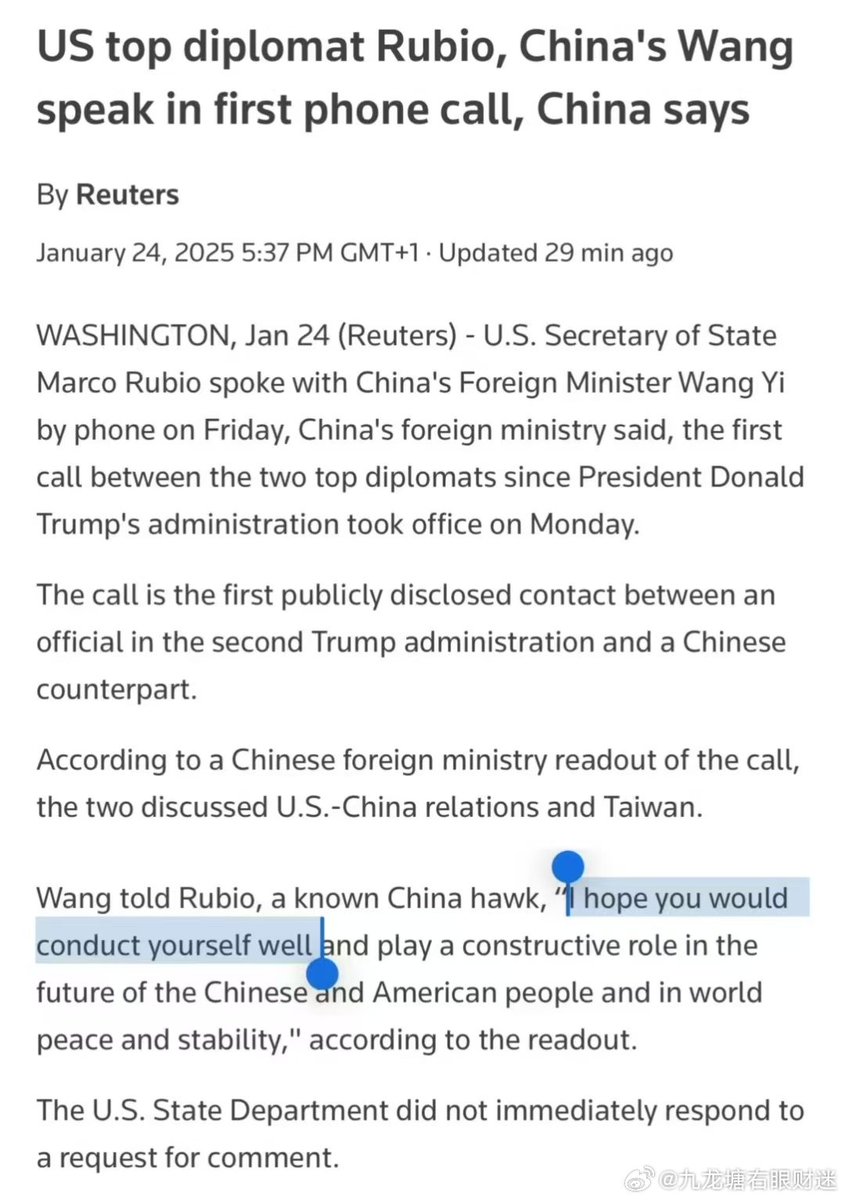 US top diplomat Rubio, China's Wang
speak in first phone call, China says
By Reuters
January 24, 2025 5:37 PM GMT+1 · Updated 29 min ago
WASHINGTON, Jan 24 (Reuters) - U.S. Secretary of State
Marco Rubio spoke with China's Foreign Minister Wang Yi
by phone on Friday, China's foreign ministry said, the first
call between the two top diplomats since President Donald
Trump's administration took office on Monday.
The call is the first publicly disclosed contact between an
official in the second Trump administration and a Chinese
counterpart.
According to a Chinese foreign ministry readout of the call,
the two discussed U.S.-China relations and Taiwan.
Wang told Rubio, a known China hawk, “I hope you would
conduct yourself well and play a constructive role in the
future of the Chinese and American people and in world
peace and stability," according to the readout.
The U.S. State Department did not immediately respond to
a request for comment.
@九龙塘右眼财迷